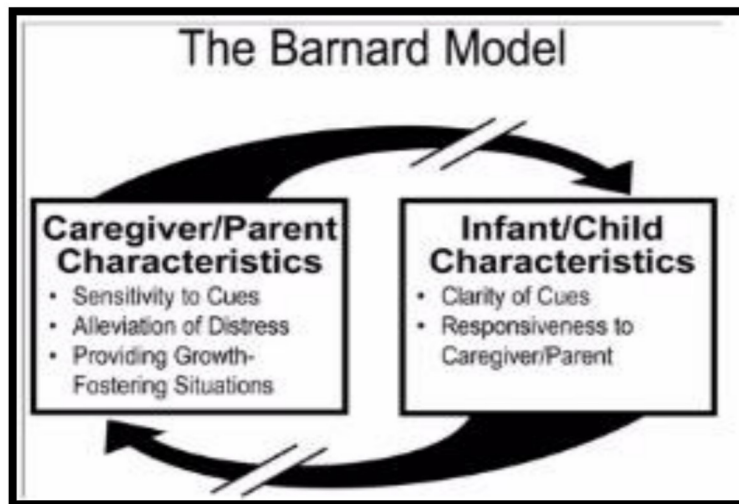 The Barnard Model
Caregiver/Parent
Characteristics
• Sensitivity to Cues
• Alleviation of Distress
• Providing Growth-
Fostering Situations
Infant/Child
Characteristics
• Clarity of Cues
• Responsiveness to
Caregiver/Parent